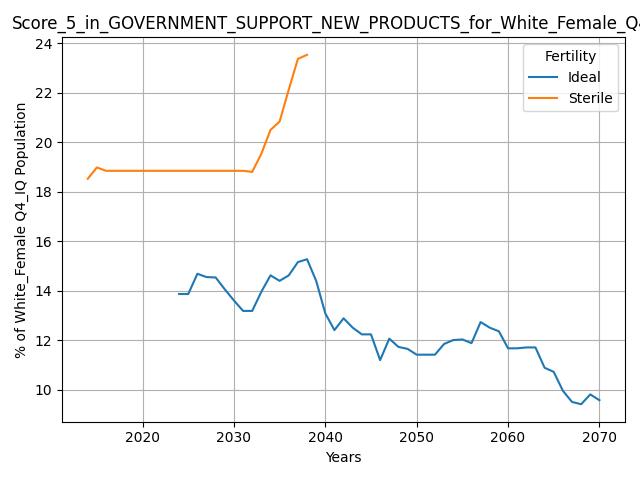 Score_5_in_GOVERNMENT_SUPPORT_NEW_PRODUCTS_for_White_Female_Q4
Fertility
Ideal
Sterile
% of White_Female Q4_IQ Population
24
22
20
18
16
14
12
10
2020 2030 2040 2050 2060 2070
Years